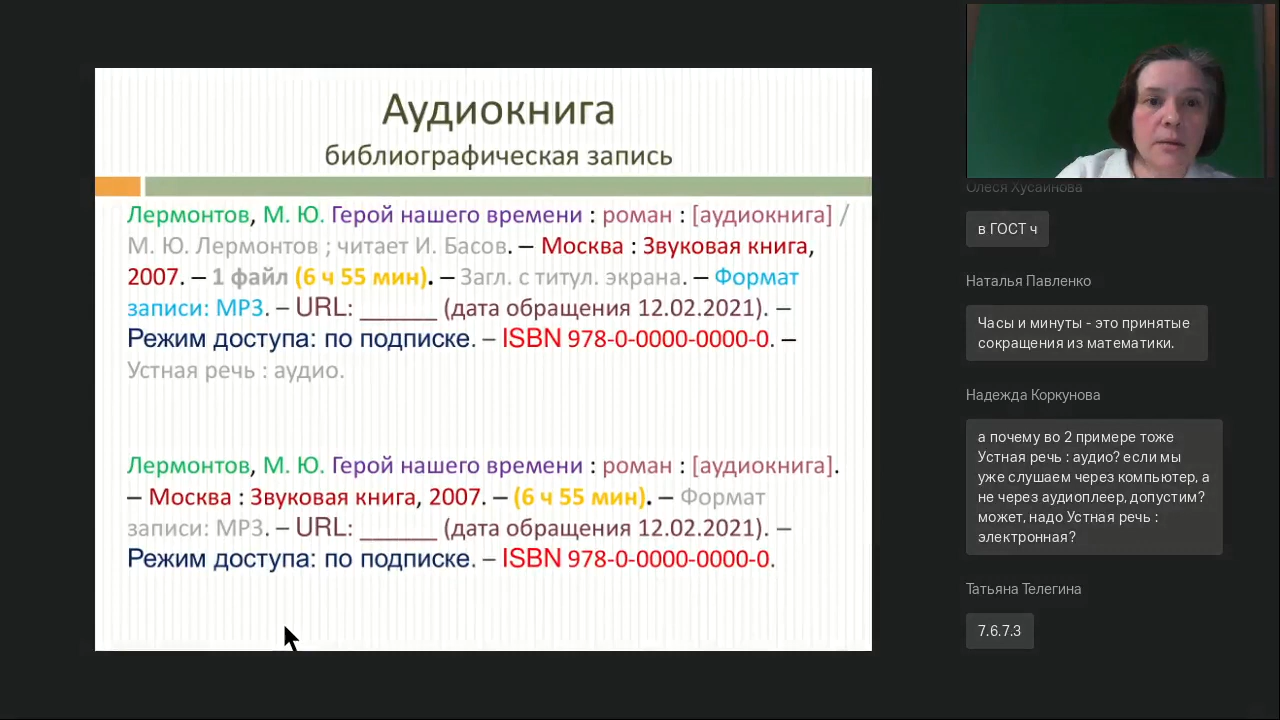 Аудиокнига
библиографическая запись
Лермонтов, М. Ю. Герой нашего времени : роман : [аудиокнига] /
М. Ю. Лермонтов ; читает И. Басов. – Москва : Звуковая книга,
2007. – 1 файл (6 ч 55 мин). – Загл. с титул. экрана. – Формат
записи: MP3. – URL: ______ (дата обращения 12.02.2021). –
Режим доступа: по подписке. – ISBN 978-0-0000-0000-0. –
Устная речь : аудио.
Лермонтов, М. Ю. Герой нашего времени : роман : [аудиокнига].
– Москва : Звуковая книга, 2007. – (6 ч 55 мин). – Формат
записи: MP3. – URL: ______ (дата обращения 12.02.2021). –
Режим доступа: по подписке. – ISBN 978-0-0000-0000-0.
Олеся Хусаинова
в ГОСТ ч
Наталья Павленко
Часы и минуты - это принятые
сокращения из математики.
Надежда Коркунова
а почему во 2 примере тоже
Устная речь : аудио? если мы
уже слушаем через компьютер, а
не через аудиоплеер, допустим?
может, надо Устная речь :
электронная?
Татьяна Телегина
7.6.7.3